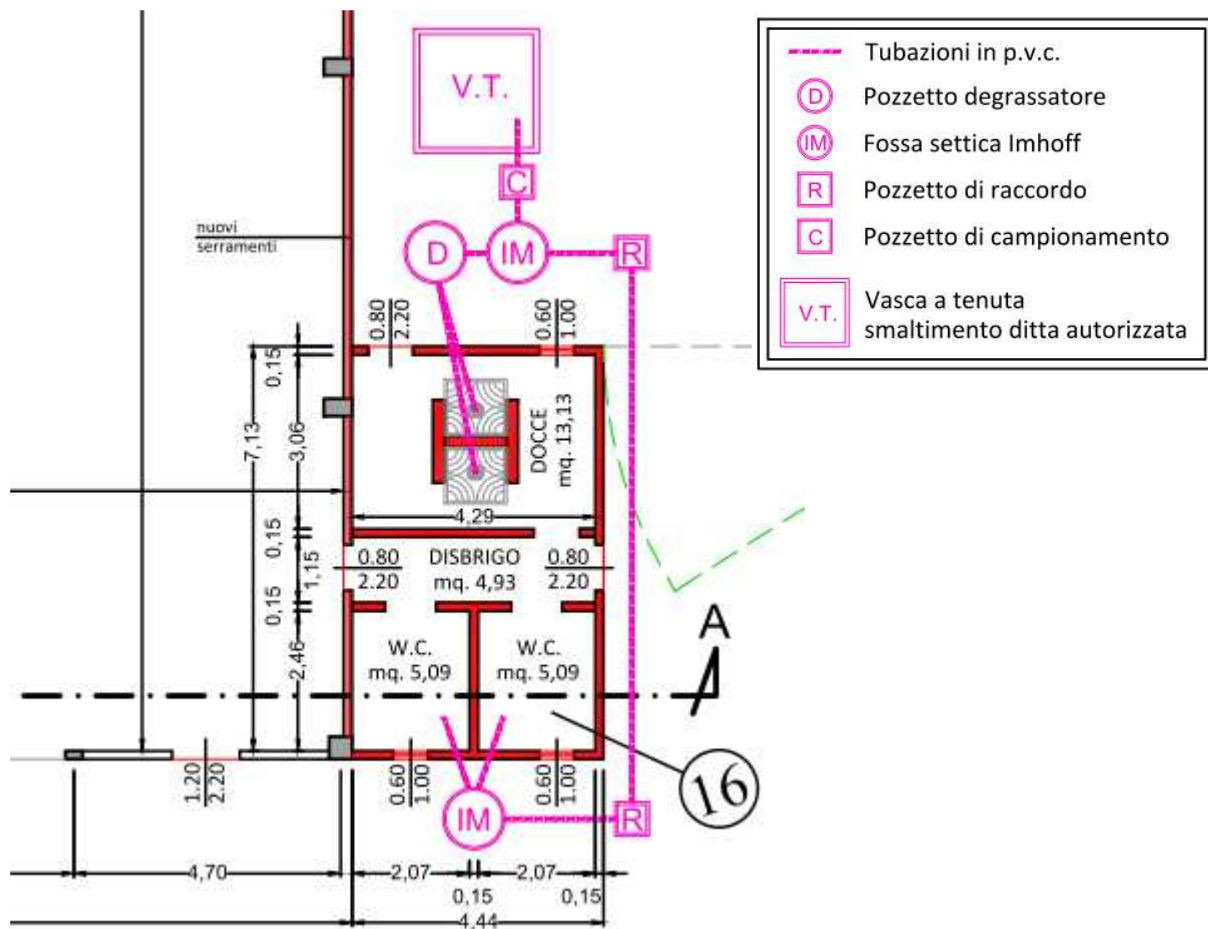 V.T.
C
D
IM
R
nuovi
serramenti
0.80
2.20
0.60
1.00
0,15
7,13
3,06
DOCCE
mq. 13,13
4,29
0,15
1,15
0,15
2,46
0.80
2.20
DISBRIGO
mq. 4,93
0.80
2.20
W.C.
mq. 5,09
W.C.
mq. 5,09
A
16
1.20
2.20
0.60
1.00
0.60
1.00
IM
R
4,70
2,07
2,07
0,15
0,15
4,44
Tubazioni in p.v.c.
D
Pozzetto degrassatore
IM
Fossa settica Imhoff
R
Pozzetto di raccordo
C
Pozzetto di campionamento
V.T.
Vasca a tenuta
smaltimento ditta autorizzata